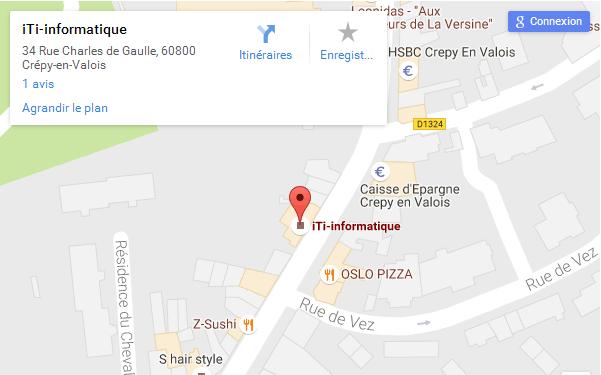 iTi-informatique
34 Rue Charles de Gaulle, 60800
Crépy-en-Valois
1 avis
Agrandir le plan
Itinéraires
Enregist...
Leonidas - "Aux
eurs de La Versine"
Connexion
HSBC Crepy En Valois
D1324
Caisse d'Epargne
Crepy en Valois
iTi-informatique
OSLO PIZZA
Rue de Vez
Rue de Vez
Z-Sushi
S hair style
Résidence du Cheval